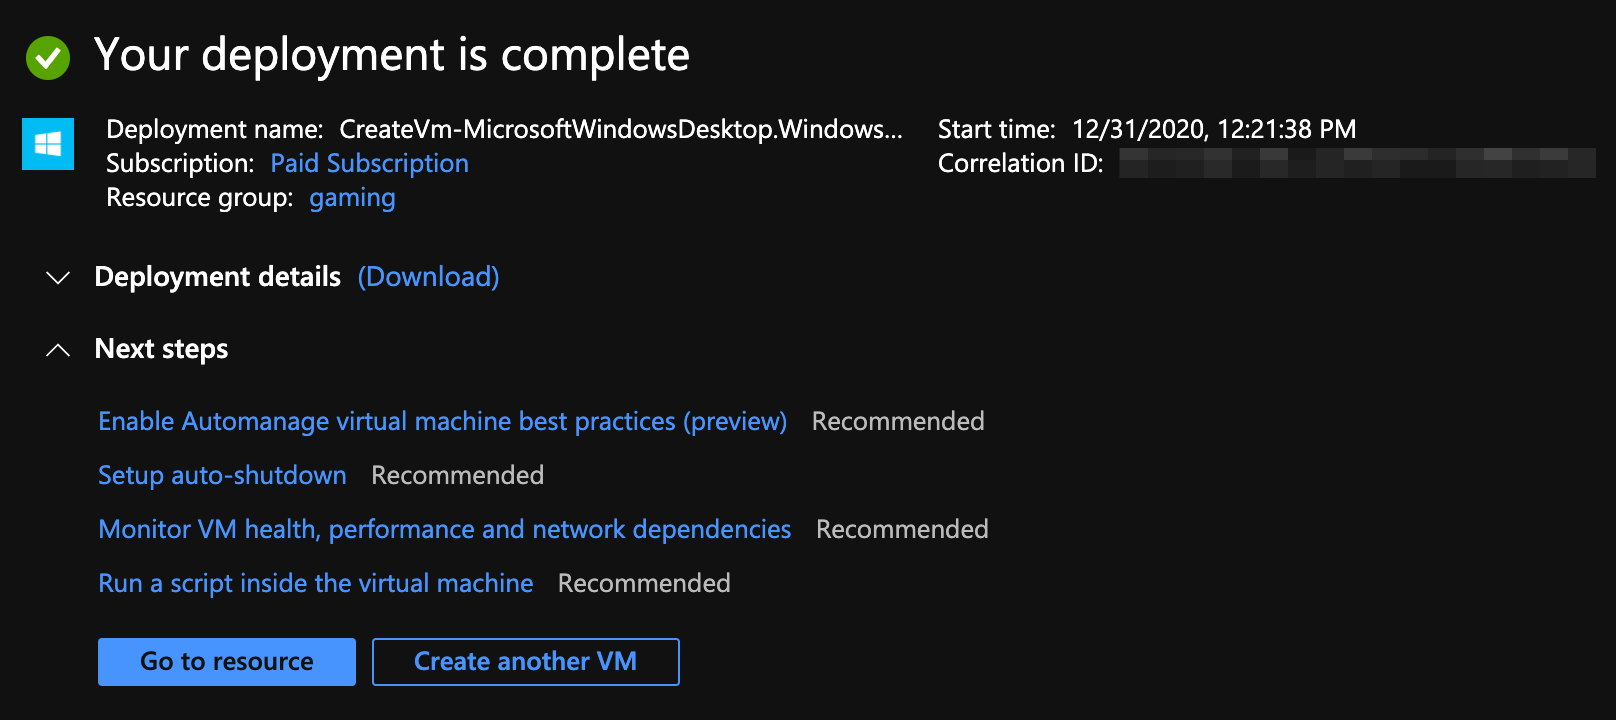 Your deployment is complete
Deployment name: CreateVm-MicrosoftWindowsDesktop.Windows...
Start time: 12/31/2020, 12:21:38 PM
Subscription: Paid Subscription
Correlation ID:
Resource group: gaming
Deployment details (Download)
Next steps
Enable Automanage virtual machine best practices (preview) Recommended
Setup auto-shutdown Recommended
Monitor VM health, performance and network dependencies Recommended
Run a script inside the virtual machine Recommended
Go to resource
Create another VM